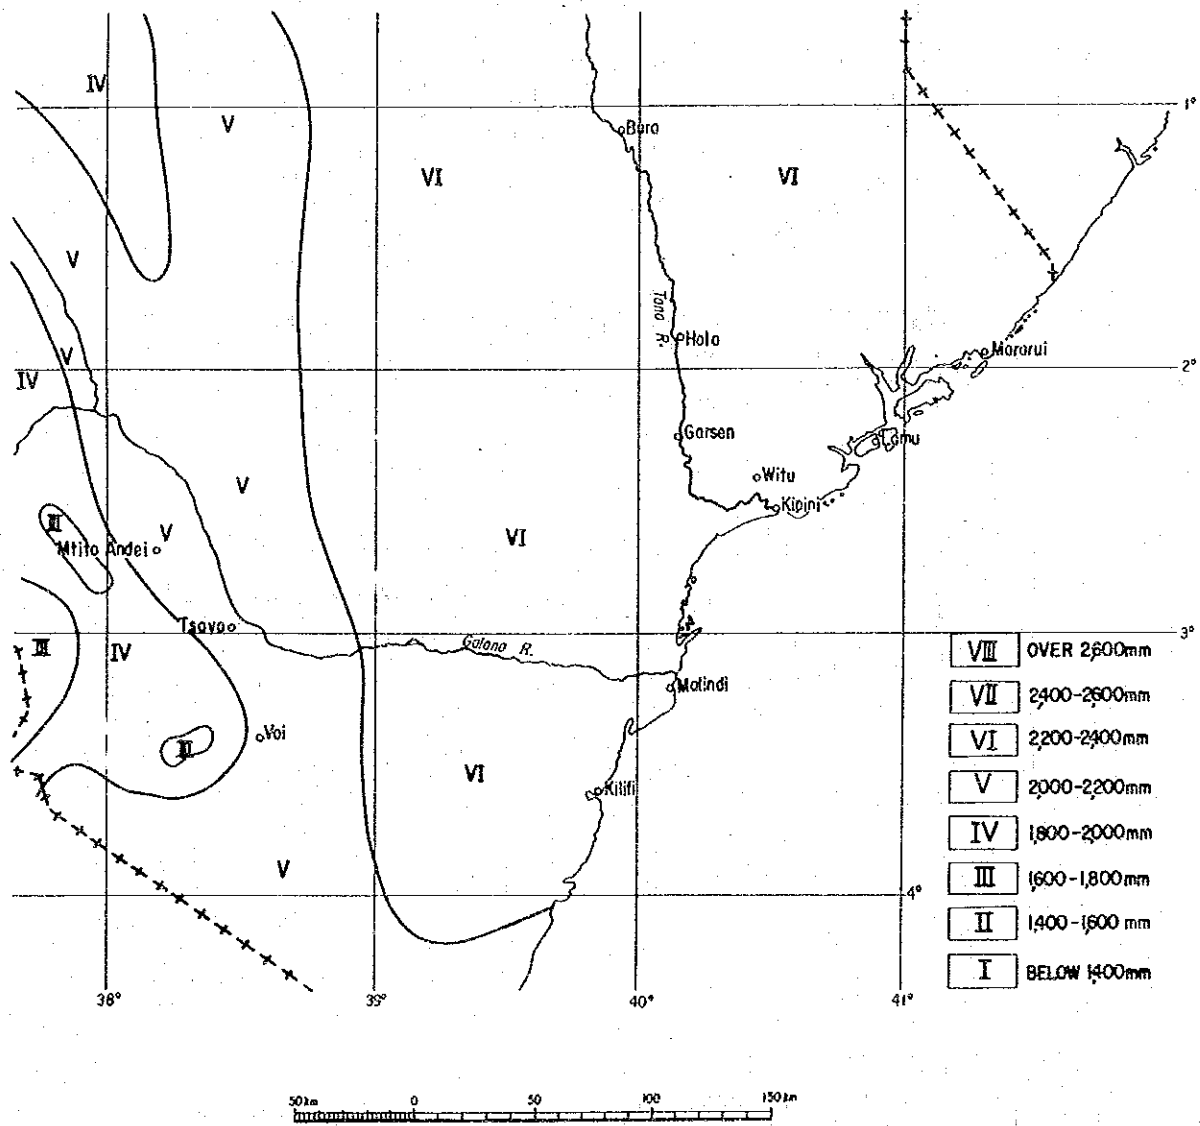 IV
V
1°
Bura
VI
VI
V
Tana R.
Hola
Mararui
V
IV
2°
Garsen
Lamu
V
Witu
Kipini
III
V
VI
Mtito Andei
Tsavo
3°
III
IV
Galana R.
VIII OVER 2,600mm
Malindi
VII 2,400-2,600mm
Voi
VI 2,200-2,400mm
III
VI
Kilifi
V 2,000-2,200mm
IV 1,800-2,000mm
V
III 1,600-1,800mm
4°
II 1,400-1,600 mm
I BELOW 1,400mm
38° 39° 40° 41°
50km 0 50 100 150km